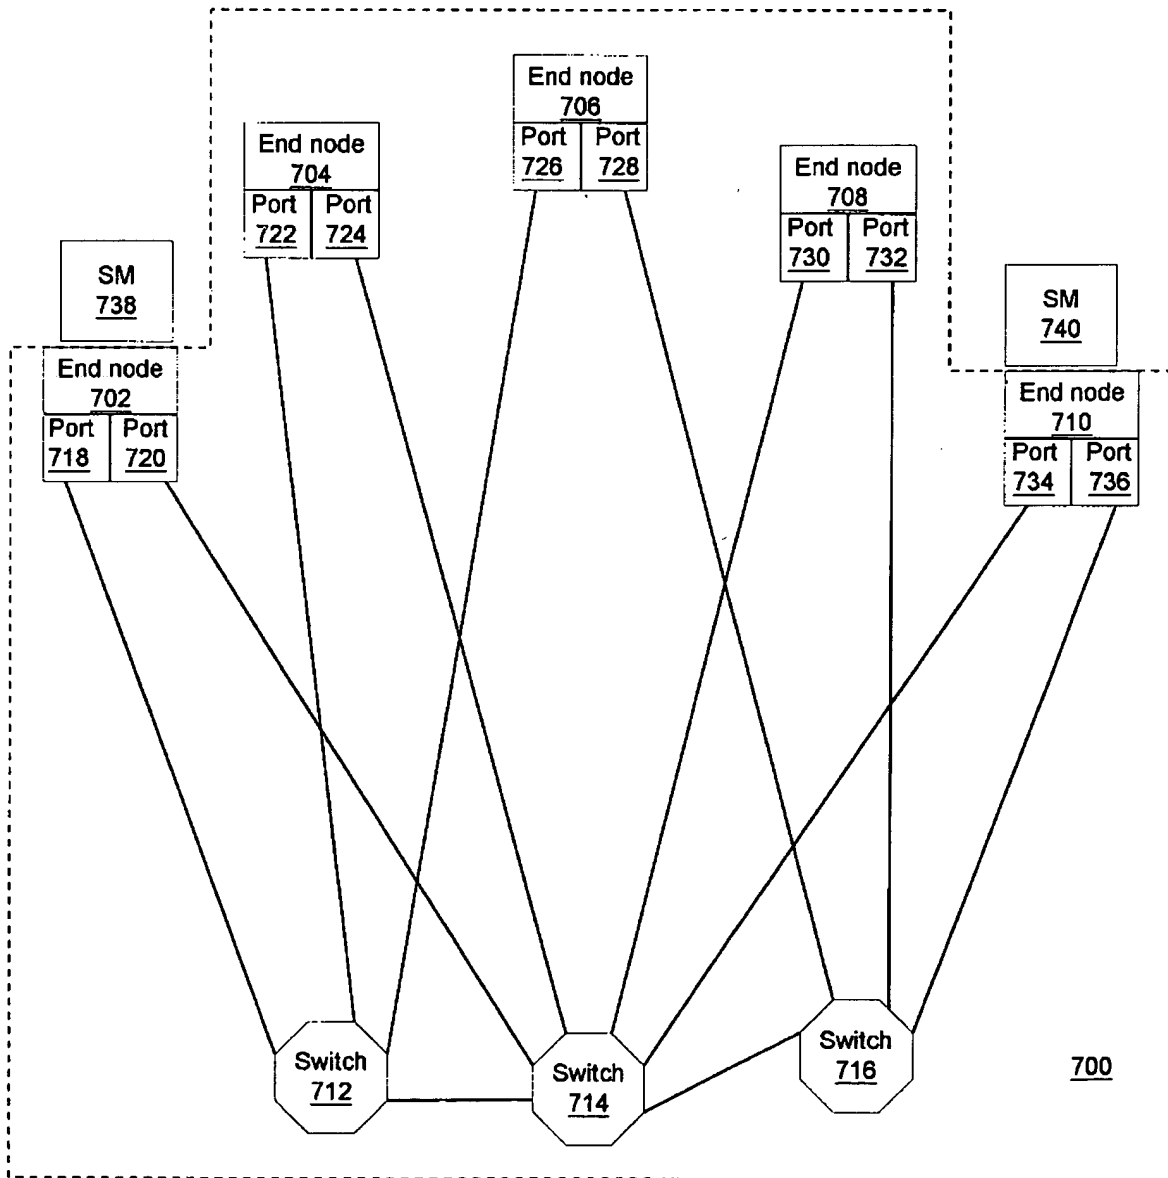 End node
706
Port
726
Port
728
End node
704
Port
722
Port
724
End node
708
Port
730
Port
732
SM
738
SM
740
End node
702
Port
718
Port
720
End node
710
Port
734
Port
736
Switch
712
Switch
714
Switch
716
700